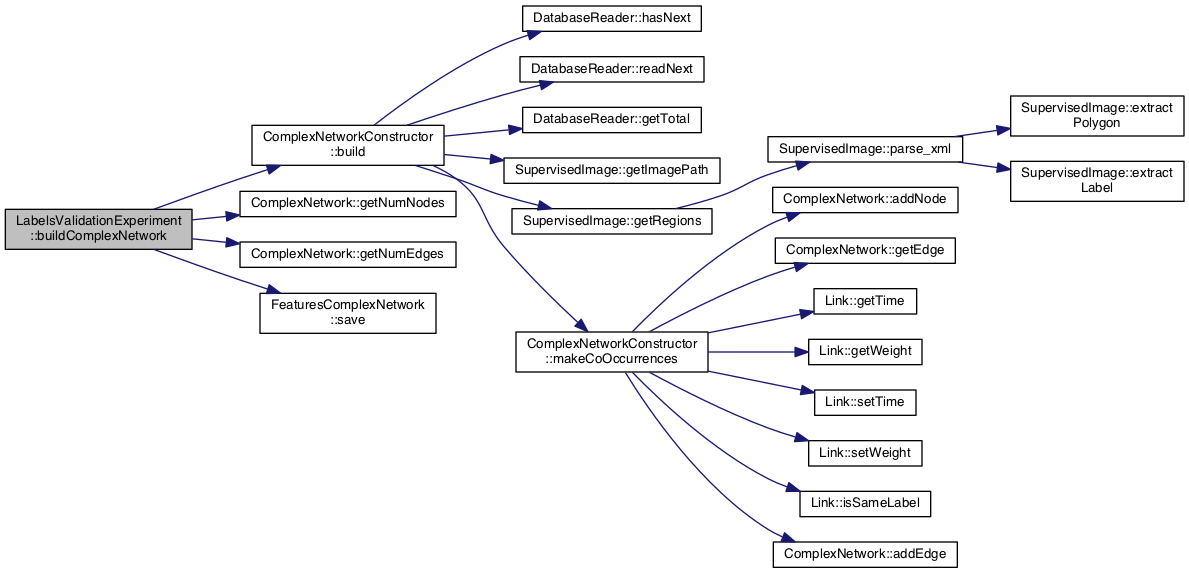 LabelsValidationExperiment
::buildComplexNetwork
ComplexNetworkConstructor
::build
ComplexNetwork::getNumNodes
ComplexNetwork::getNumEdges
FeaturesComplexNetwork
::save
DatabaseReader::hasNext
DatabaseReader::readNext
DatabaseReader::getTotal
SupervisedImage::getImagePath
SupervisedImage::getRegions
ComplexNetworkConstructor
::makeCoOccurrences
SupervisedImage::parse_xml
ComplexNetwork::addNode
ComplexNetwork::getEdge
Link::getTime
Link::getWeight
Link::setTime
Link::setWeight
Link::isSameLabel
ComplexNetwork::addEdge
SupervisedImage::extract
Polygon
SupervisedImage::extract
Label